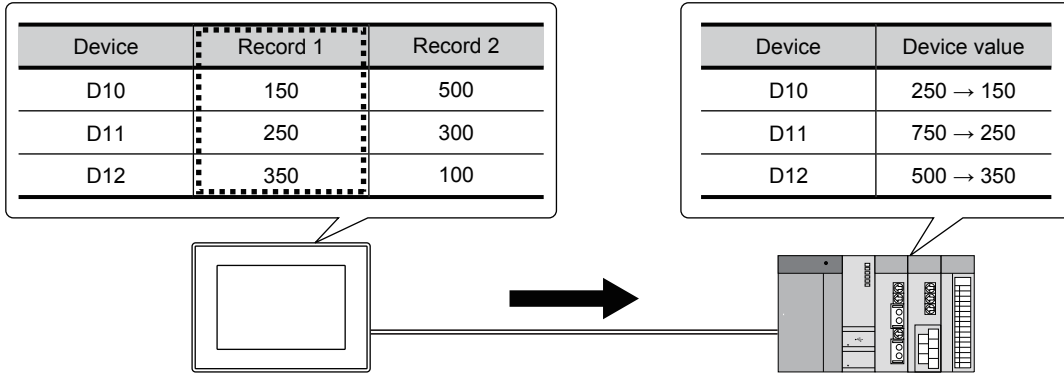 Device Record 1 Record 2
D10 150 500
D11 250 300
D12 350 100
Device Device value
D10 250 → 150
D11 750 → 250
D12 500 → 350